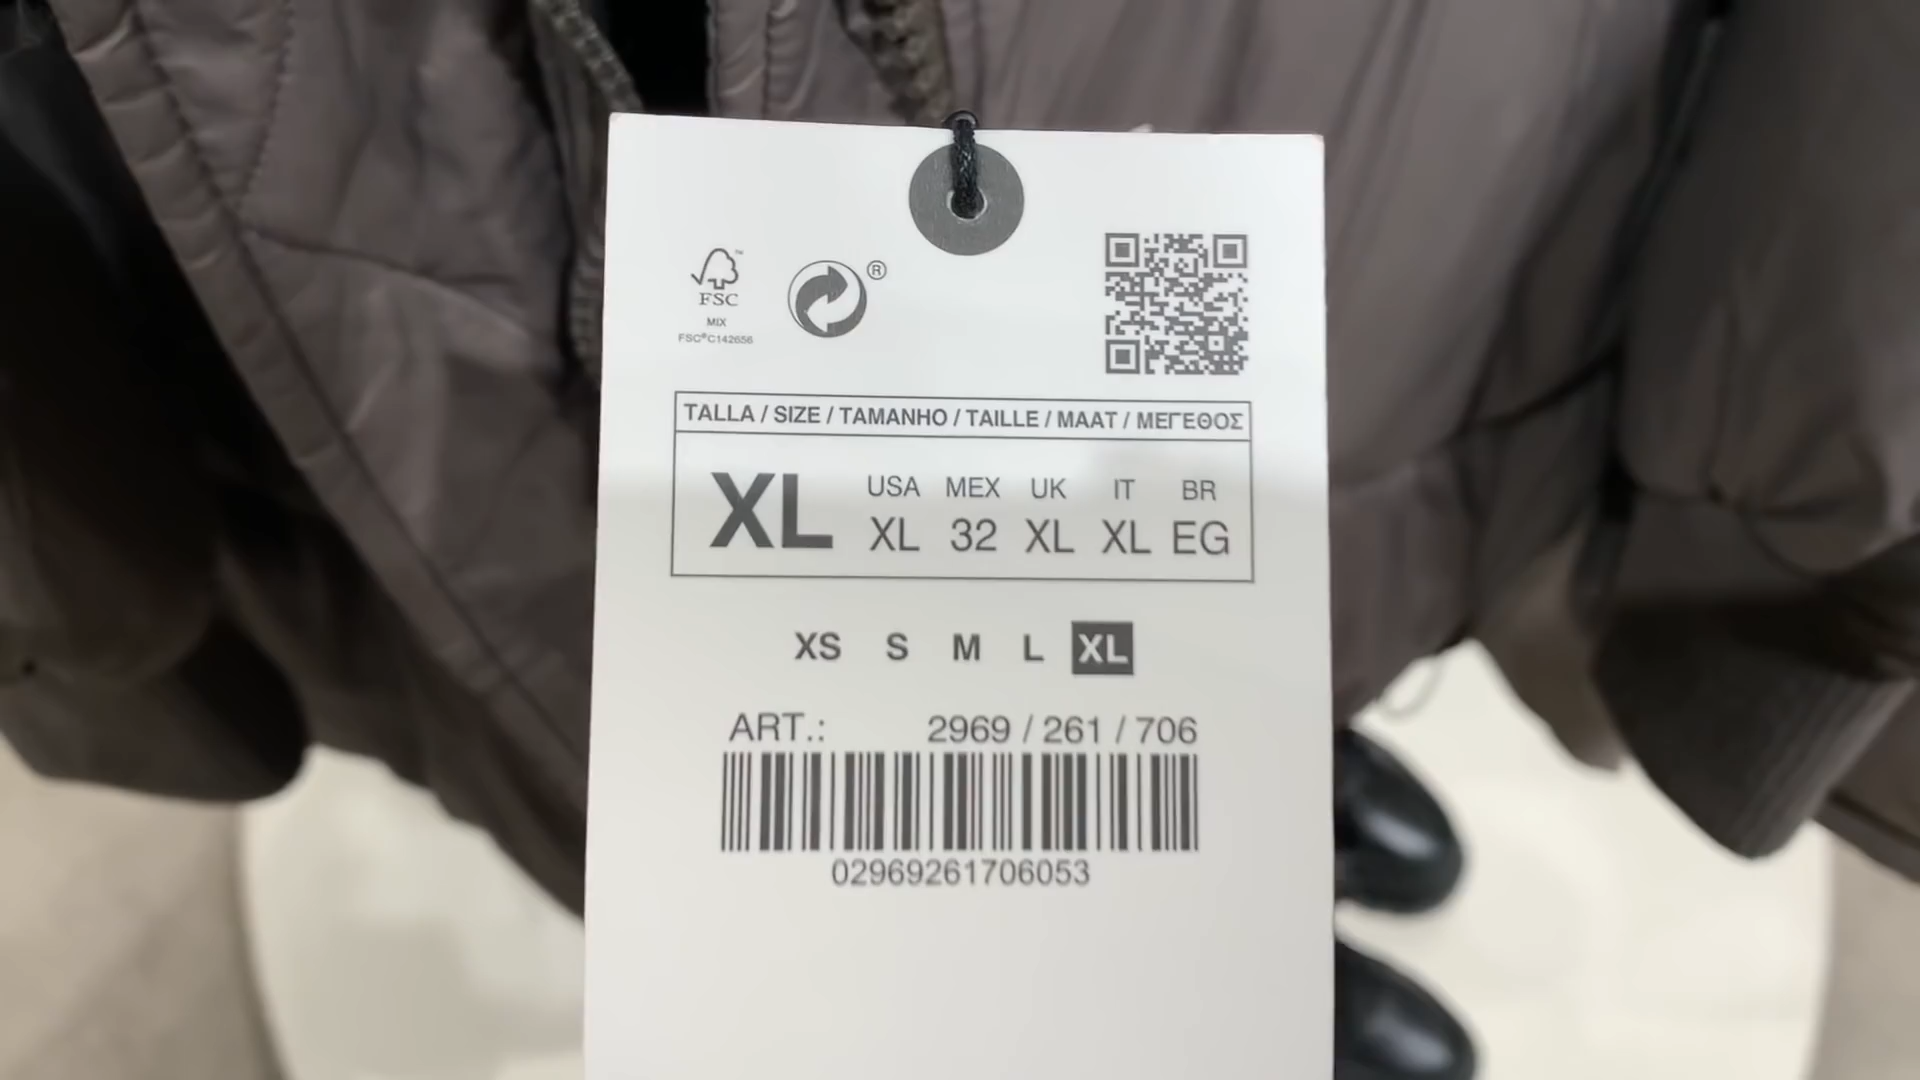 FSC™
MIX
FSC®C142656
®
TALLA / SIZE / TAMANHO / TAILLE / MAAT / ΜΕΓΕΘΟΣ
XL
USA MEX UK IT BR
XL 32 XL XL EG
XS S M L XL
ART.: 2969 / 261 / 706
02969261706053